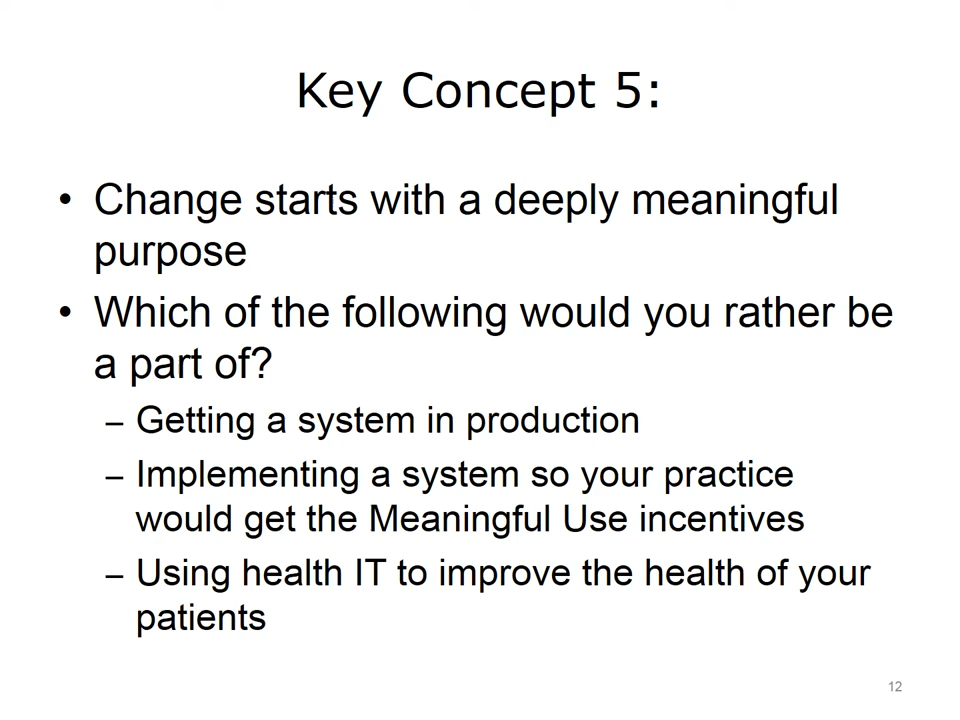 Key Concept 5:
• Change starts with a deeply meaningful
purpose
• Which of the following would you rather be
a part of?
– Getting a system in production
– Implementing a system so your practice
would get the Meaningful Use incentives
– Using health IT to improve the health of your
patients
12